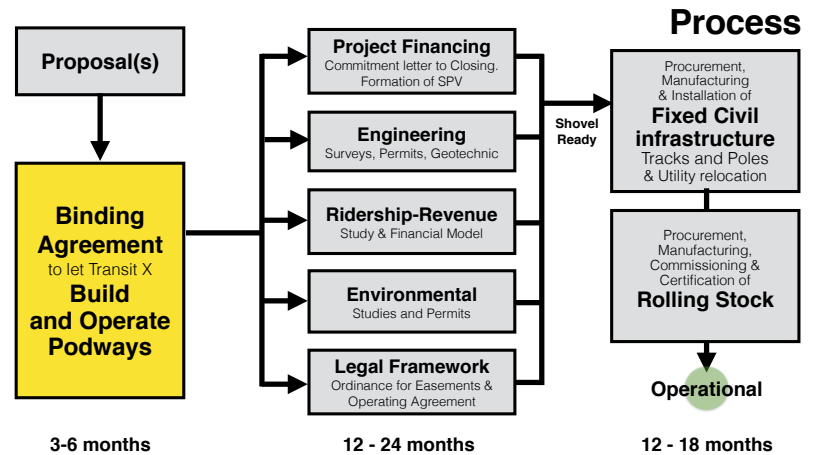 Process
Proposal(s)
Binding
Agreement
to let Transit X
Build
and Operate
Podways
3-6 months
Project Financing
Commitment letter to Closing.
Formation of SPV
Engineering
Surveys, Permits, Geotechnic
Ridership-Revenue
Study & Financial Model
Environmental
Studies and Permits
Legal Framework
Ordinance for Easements &
Operating Agreement
12 - 24 months
Shovel
Ready
Procurement,
Manufacturing
& Installation of
Fixed Civil
infrastructure
Tracks and Poles
& Utility relocation
Procurement,
Manufacturing,
Commissioning &
Certification of
Rolling Stock
Operational
12 - 18 months